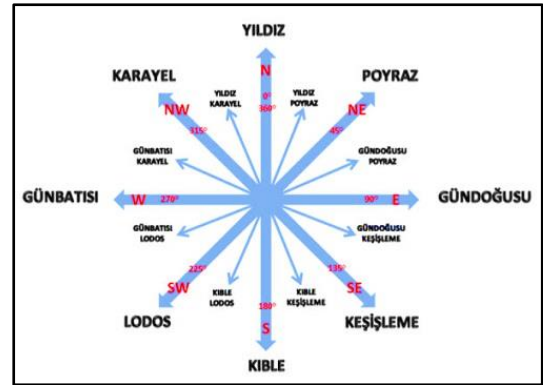 YILDIZ
KARAYEL
N
POYRAZ
YILDIZ
KARAYEL
0°
360°
YILDIZ
POYRAZ
NW
NE
315°
45°
GÜNBATISI
KARAYEL
GÜNDOĞUSU
POYRAZ
GÜNBATISI
W
270°
90°
E
GÜNDOĞUSU
GÜNBATISI
LODOS
GÜNDOĞUSU
KEŞİŞLEME
225°
135°
SW
SE
KIBLE
LODOS
180°
KIBLE
KEŞİŞLEME
LODOS
S
KEŞİŞLEME
KIBLE